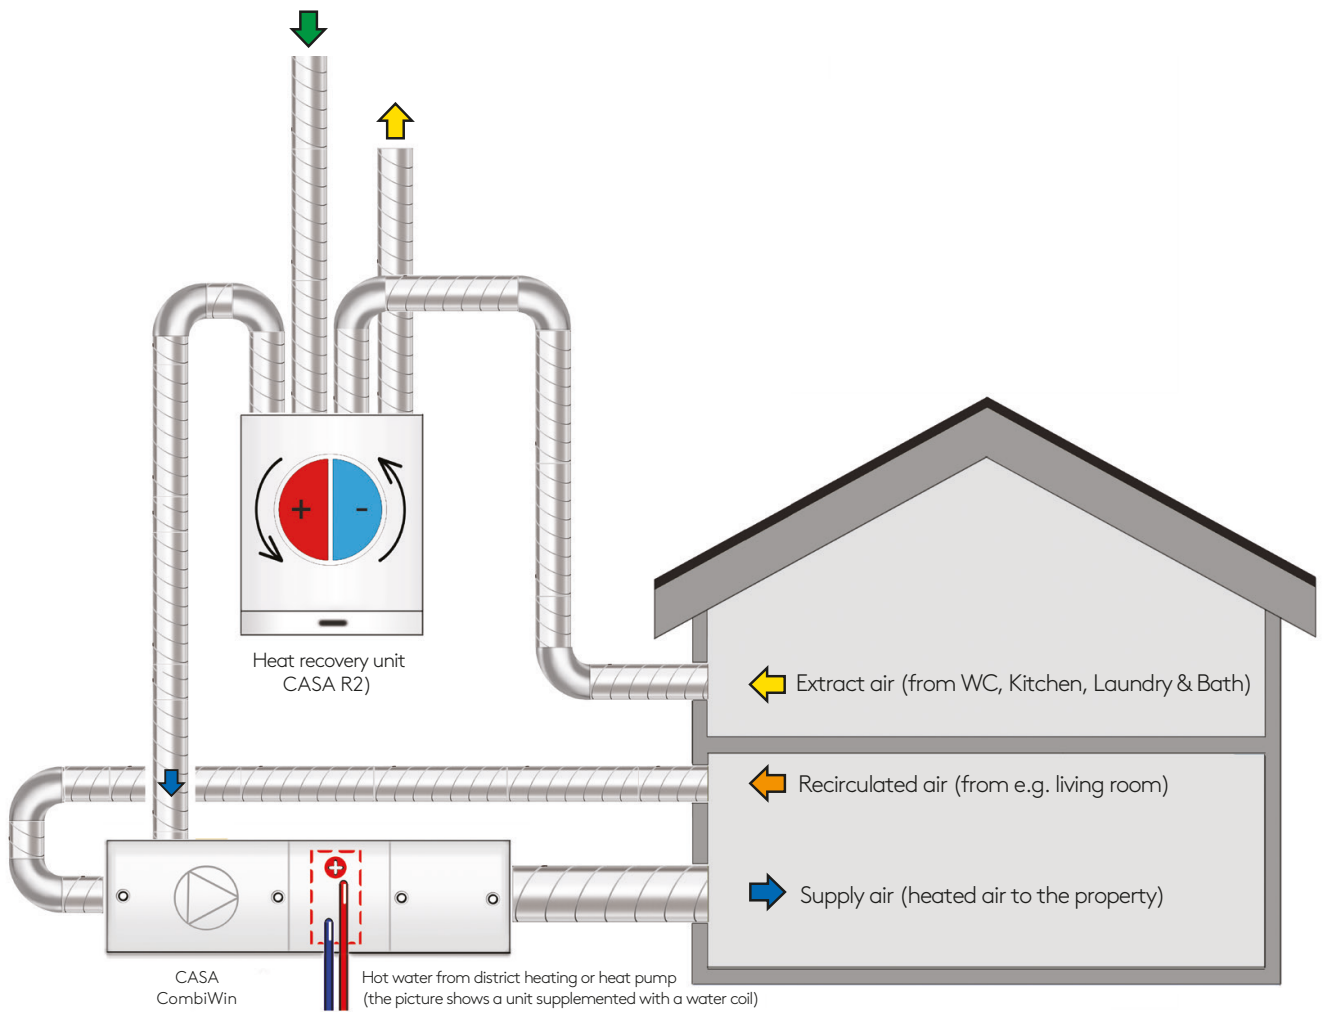 + -
Heat recovery unit
CASA R2)
Extract air (from WC, Kitchen, Laundry & Bath)
Recirculated air (from e.g. living room)
+
Supply air (heated air to the property)
CASA
CombiWin
Hot water from district heating or heat pump
(the picture shows a unit supplemented with a water coil)